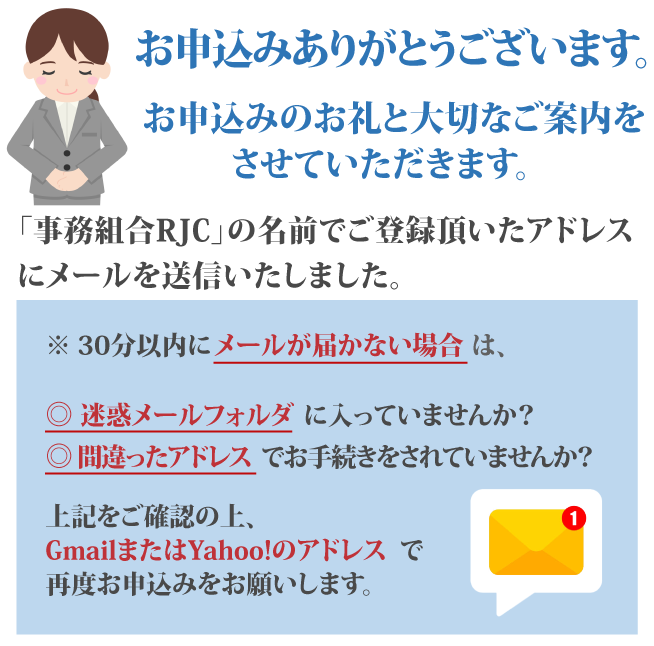 お申込みありがとうございます。
お申込みのお礼と大切なご案内を
させていただきます。
「事務組合RJC」の名前でご登録頂いたアドレス
にメールを送信いたしました。
※ 30分以内にメールが届かない場合 は、
◎ 迷惑メールフォルダ に入っていませんか？
◎間違ったアドレス でお手続きをされていませんか？
上記をご確認の上、
GmailまたはYahoo!のアドレス で
再度お申込みをお願いします。
1